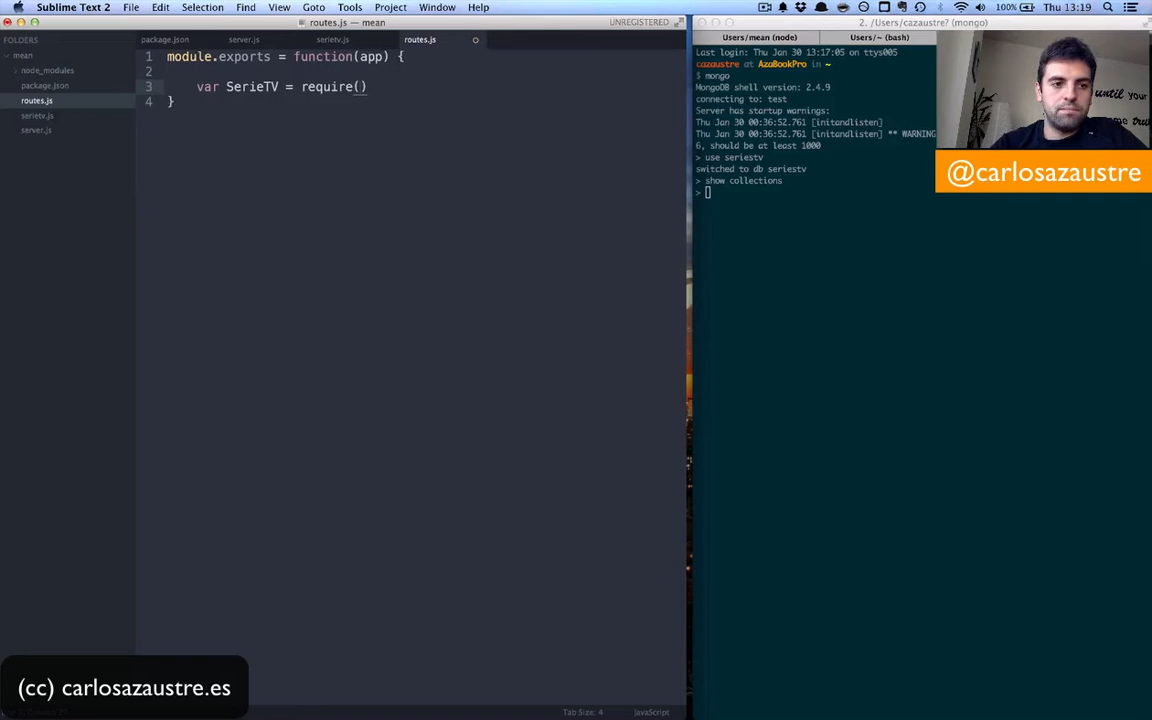 Sublime Text 2 File Edit Selection Find View Goto Tools Project Window Help 100% Thu 13:19
routes.js — mean UNREGISTERED
2. /Users/cazaustre? (mongo)
FOLDERS
mean
node_modules
package.json
routes.js
serietv.js
server.js
package.json server.js serietv.js routes.js
1 module.exports = function(app) {
2
3 var SerieTV = require()
4 }
Users/mean (node) Users/~ (bash)
Last login: Thu Jan 30 13:17:05 on ttys005
cazaustre at AzaBookPro in ~
$ mongo
MongoDB shell version: 2.4.9
connecting to: test
Server has startup warnings:
Thu Jan 30 00:36:52.761 [initandlisten]
Thu Jan 30 00:36:52.761 [initandlisten] ** WARNING
6, should be at least 1000
> use seriestv
switched to db seriestv
> show collections
>
until your
true
@carlosazaustre
(cc) carlosazaustre.es
Tab Size: 4 JavaScript